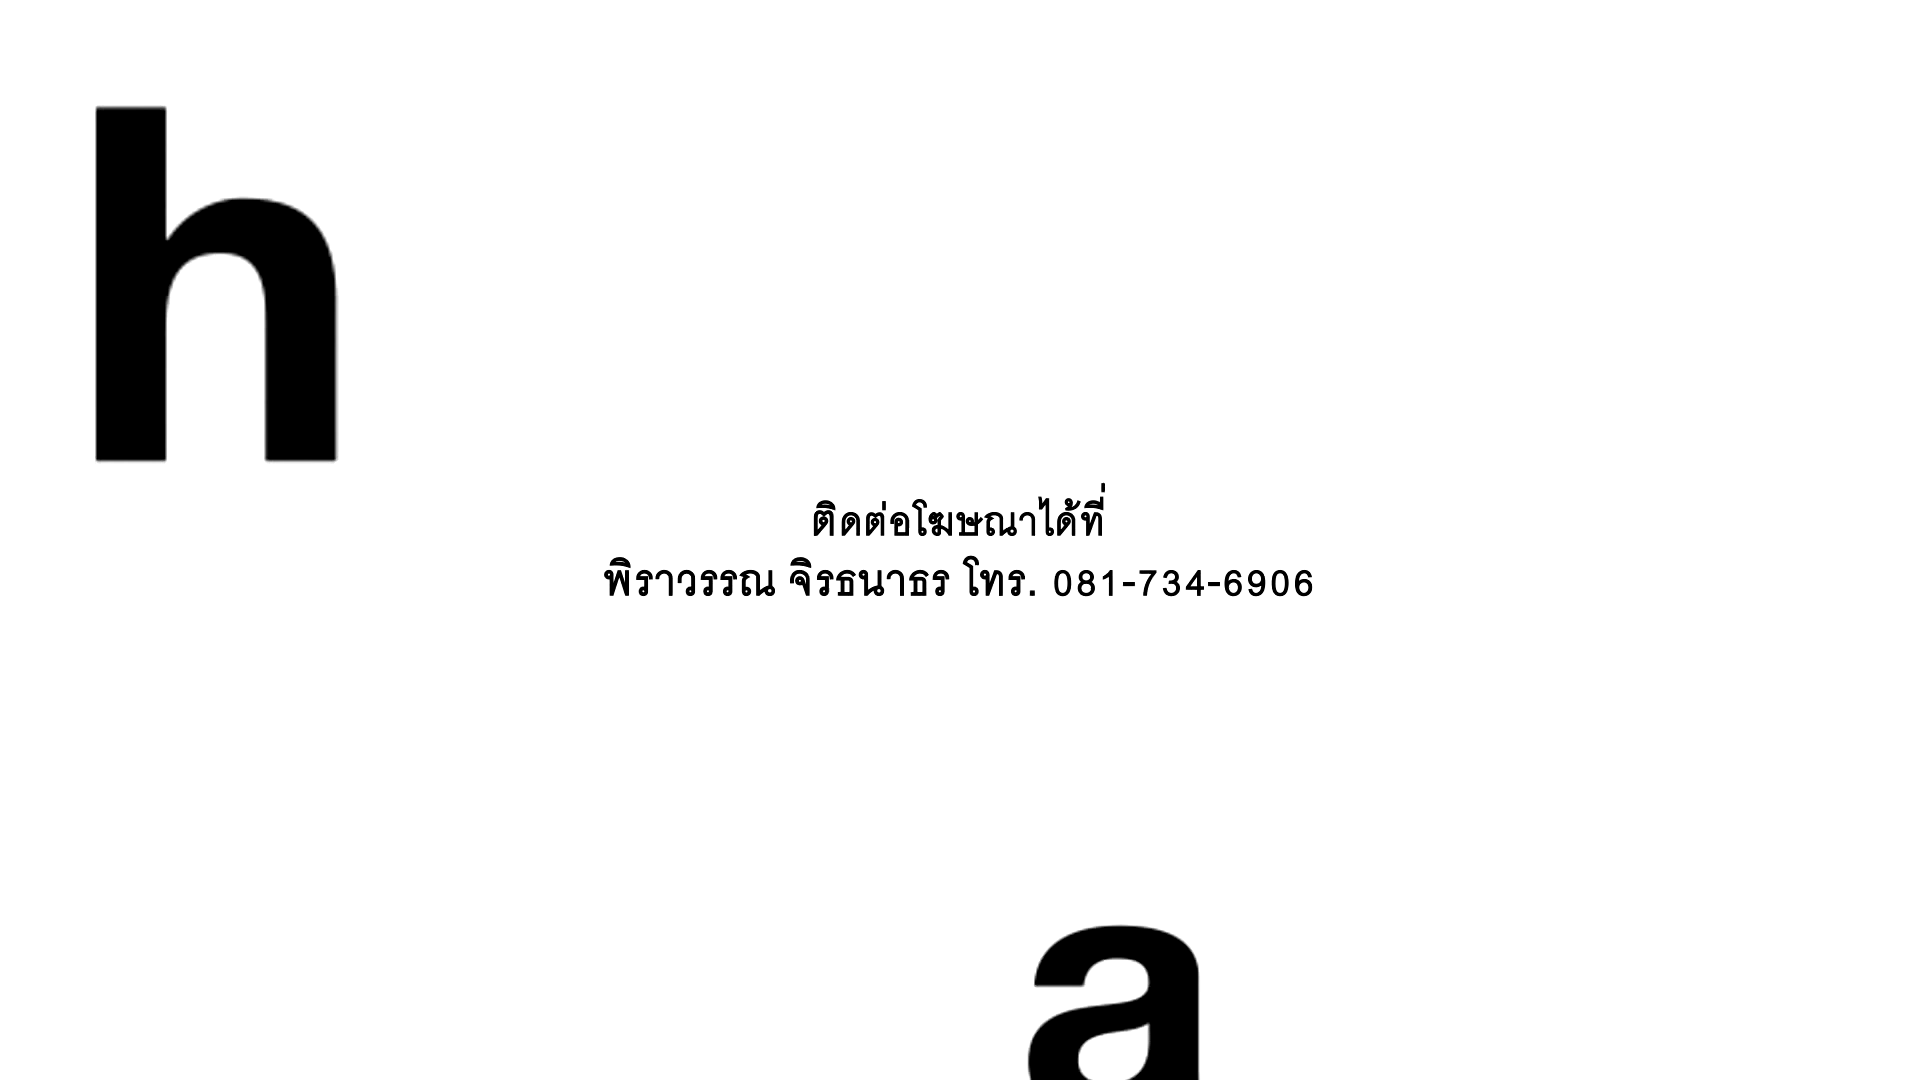 h
ติดต่อโฆษณาได้ที่
พิราวรรณ จิรธนาธร โทร. 081-734-6906
a